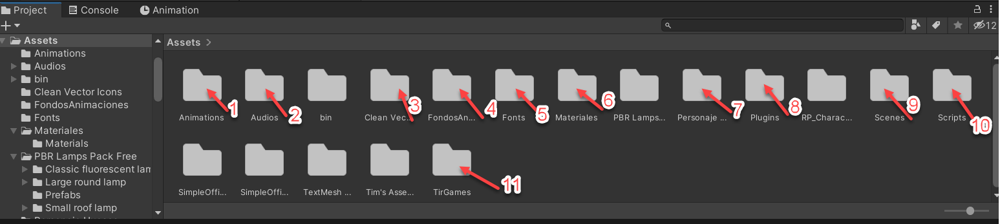 Project Console Animation
12
Assets
Animations
Audios
bin
Clean Vector Icons
FondosAnimaciones
Fonts
Materiales
Materials
PBR Lamps Pack Free
Classic fluorescent lam
Large round lamp
Prefabs
Small roof lamp
Assets >
1 2 3 4 5 6 7 8 9 10
Animations Audios bin Clean Vec... FondosAn... Fonts Materiales PBR Lamps... Personaje ... Plugins RP_Charac... Scenes Scripts
11
SimpleOffi... SimpleOffi... TextMesh ... Tim's Asse... TirGames